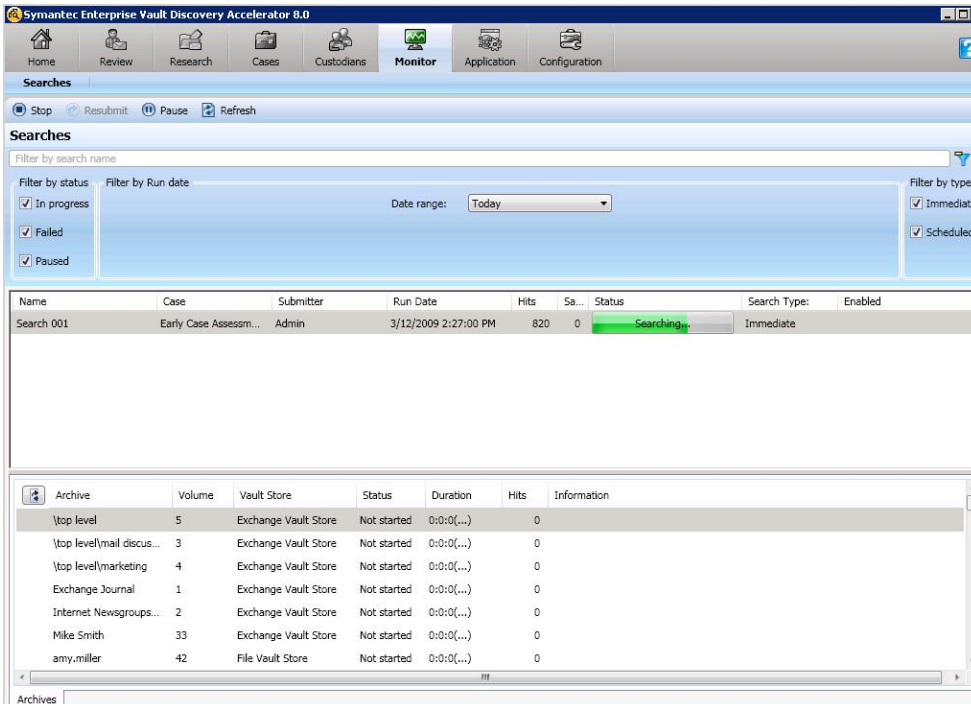 Symantec Enterprise Vault Discovery Accelerator 8.0
Home Review Research Cases Custodians Monitor Application Configuration
Searches
Stop Resubmit Pause Refresh
Searches
Filter by search name
Filter by status Filter by Run date Filter by type
In progress Date range: Today Immediat
Failed Scheduled
Paused
Name Case Submitter Run Date Hits Sa... Status Search Type: Enabled
Search 001 Early Case Assessm... Admin 3/12/2009 2:27:00 PM 820 0 Searching... Immediate
Archive Volume Vault Store Status Duration Hits Information
\top level 5 Exchange Vault Store Not started 0:0:0(...) 0
\top level\mail discus... 3 Exchange Vault Store Not started 0:0:0(...) 0
\top level\marketing 4 Exchange Vault Store Not started 0:0:0(...) 0
Exchange Journal 1 Exchange Vault Store Not started 0:0:0(...) 0
Internet Newsgroups... 2 Exchange Vault Store Not started 0:0:0(...) 0
Mike Smith 33 Exchange Vault Store Not started 0:0:0(...) 0
amy.miller 42 File Vault Store Not started 0:0:0(...) 0
Archives